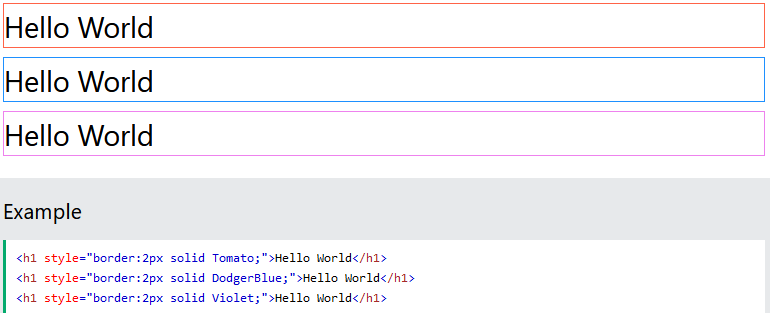 Hello World
Hello World
Hello World
Example
<h1 style="border:2px solid Tomato;">Hello World</h1>
<h1 style="border:2px solid DodgerBlue;">Hello World</h1>
<h1 style="border:2px solid Violet;">Hello World</h1>